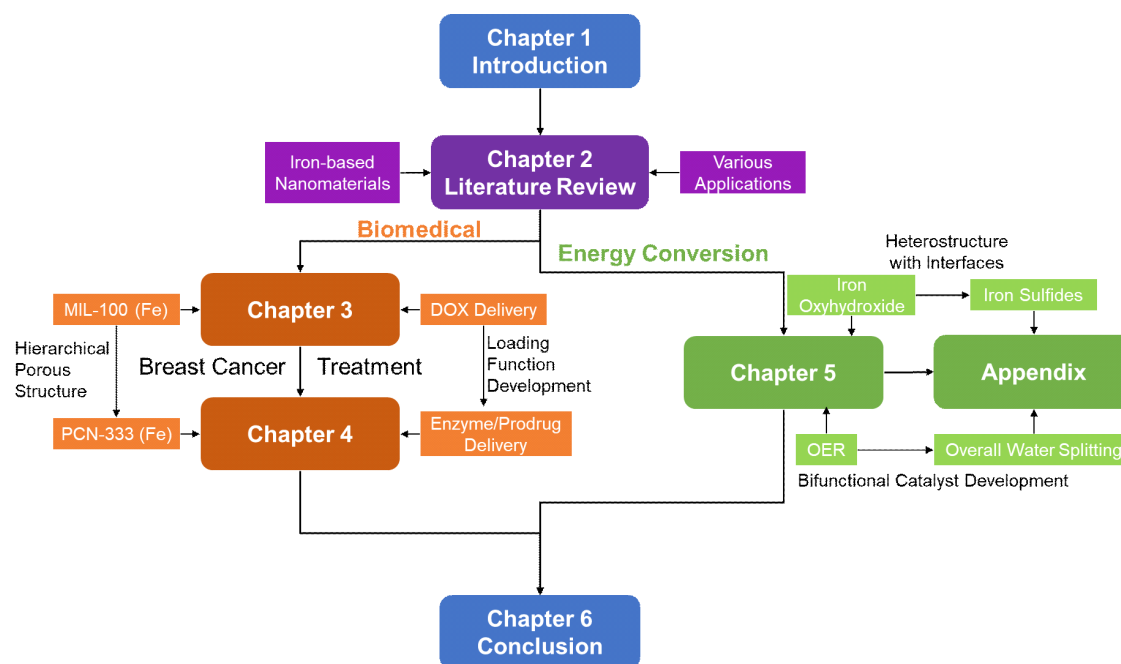 Chapter 1
Introduction
Iron-based
Nanomaterials
Chapter 2
Literature Review
Various
Applications
Biomedical
Energy Conversion
Heterostructure
with Interfaces
MIL-100 (Fe)
Chapter 3
DOX Delivery
Iron
Oxyhydroxide
Iron Sulfides
Hierarchical
Porous
Structure
Breast Cancer
Treatment
Loading
Function
Development
Chapter 5
Appendix
PCN-333 (Fe)
Chapter 4
Enzyme/Prodrug
Delivery
OER
Overall Water Splitting
Bifunctional Catalyst Development
Chapter 6
Conclusion